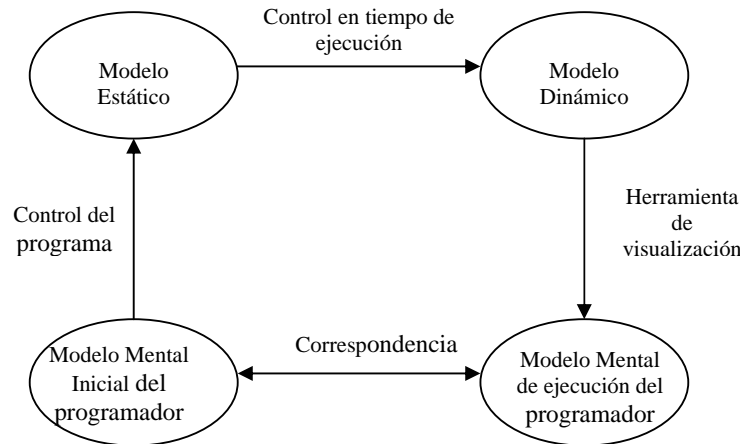 Control en tiempo de
ejecución
Modelo
Estático
Modelo
Dinámico
Control del
programa
Herramienta
de
visualización
Modelo Mental
Inicial del
programador
Correspondencia
Modelo Mental
de ejecución del
programador